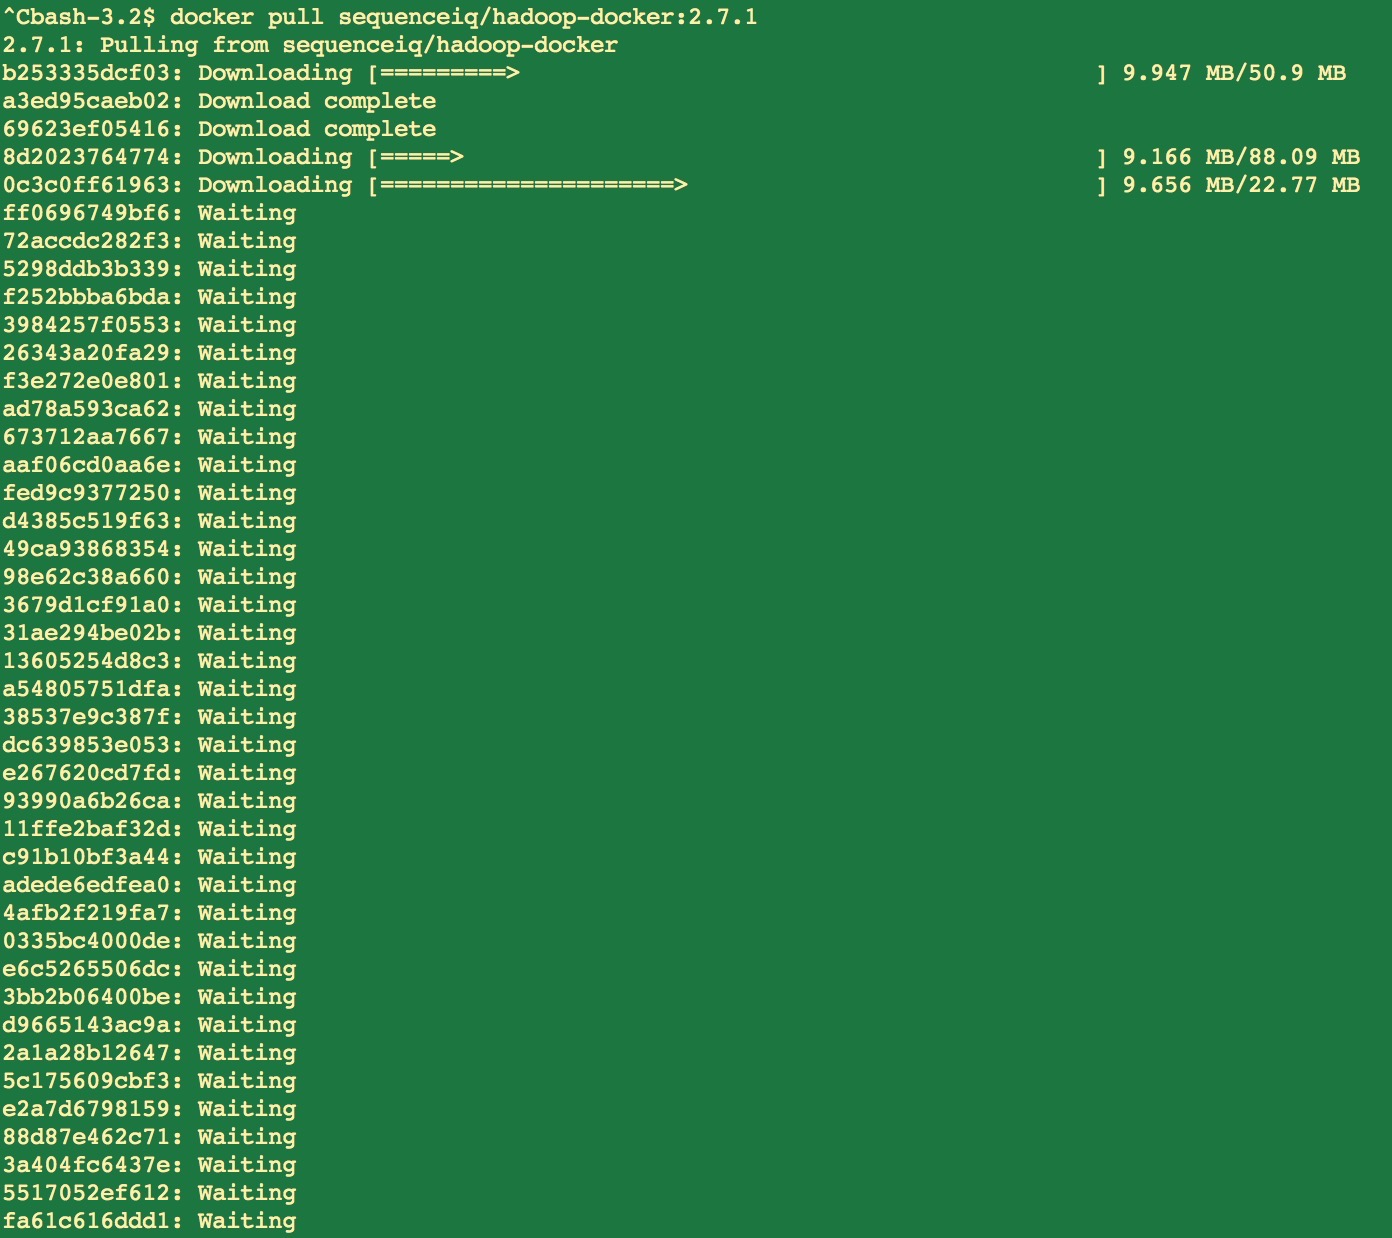 ^Cbash-3.2$ docker pull sequenceiq/hadoop-docker:2.7.1
2.7.1: Pulling from sequenceiq/hadoop-docker
b253335dcf03: Downloading [=========>                                         ] 9.947 MB/50.9 MB
a3ed95caeb02: Download complete
69623ef05416: Download complete
8d2023764774: Downloading [=====>                                             ] 9.166 MB/88.09 MB
0c3c0ff61963: Downloading [=====================>                             ] 9.656 MB/22.77 MB
ff0696749bf6: Waiting
72accdc282f3: Waiting
5298ddb3b339: Waiting
f252bbba6bda: Waiting
3984257f0553: Waiting
26343a20fa29: Waiting
f3e272e0e801: Waiting
ad78a593ca62: Waiting
673712aa7667: Waiting
aaf06cd0aa6e: Waiting
fed9c9377250: Waiting
d4385c519f63: Waiting
49ca93868354: Waiting
98e62c38a660: Waiting
3679d1cf91a0: Waiting
31ae294be02b: Waiting
13605254d8c3: Waiting
a54805751dfa: Waiting
38537e9c387f: Waiting
dc639853e053: Waiting
e267620cd7fd: Waiting
93990a6b26ca: Waiting
11ffe2baf32d: Waiting
c91b10bf3a44: Waiting
adede6edfea0: Waiting
4afb2f219fa7: Waiting
0335bc4000de: Waiting
e6c5265506dc: Waiting
3bb2b06400be: Waiting
d9665143ac9a: Waiting
2a1a28b12647: Waiting
5c175609cbf3: Waiting
e2a7d6798159: Waiting
88d87e462c71: Waiting
3a404fc6437e: Waiting
5517052ef612: Waiting
fa61c616ddd1: Waiting